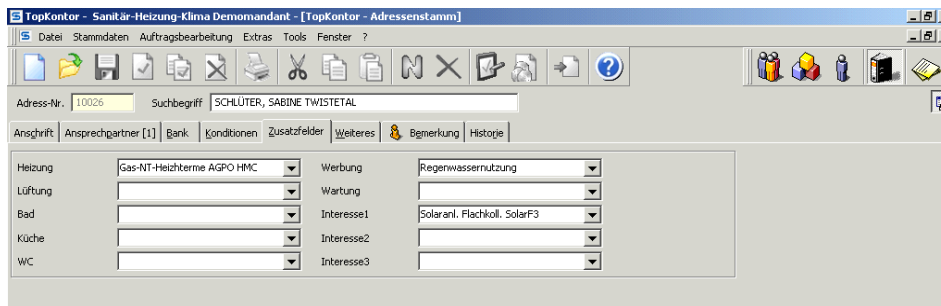 TopKontor - Sanitär-Heizung-Klima Demomandant - [TopKontor - Adressenstamm]
Datei Stammdaten Auftragsbearbeitung Extras Tools Fenster ?
Adress-Nr. 10026 Suchbegriff SCHLÜTER, SABINE TWISTETAL
Anschrift Ansprechpartner [1] Bank Konditionen Zusatzfelder Weiteres Bemerkung Historie
Heizung Gas-NT-Heizhterme AGPO HMC Werbung Regenwassernutzung
Lüftung Wartung
Bad Interesse1 Solaranl. Flachkoll. SolarF3
Küche Interesse2
WC Interesse3